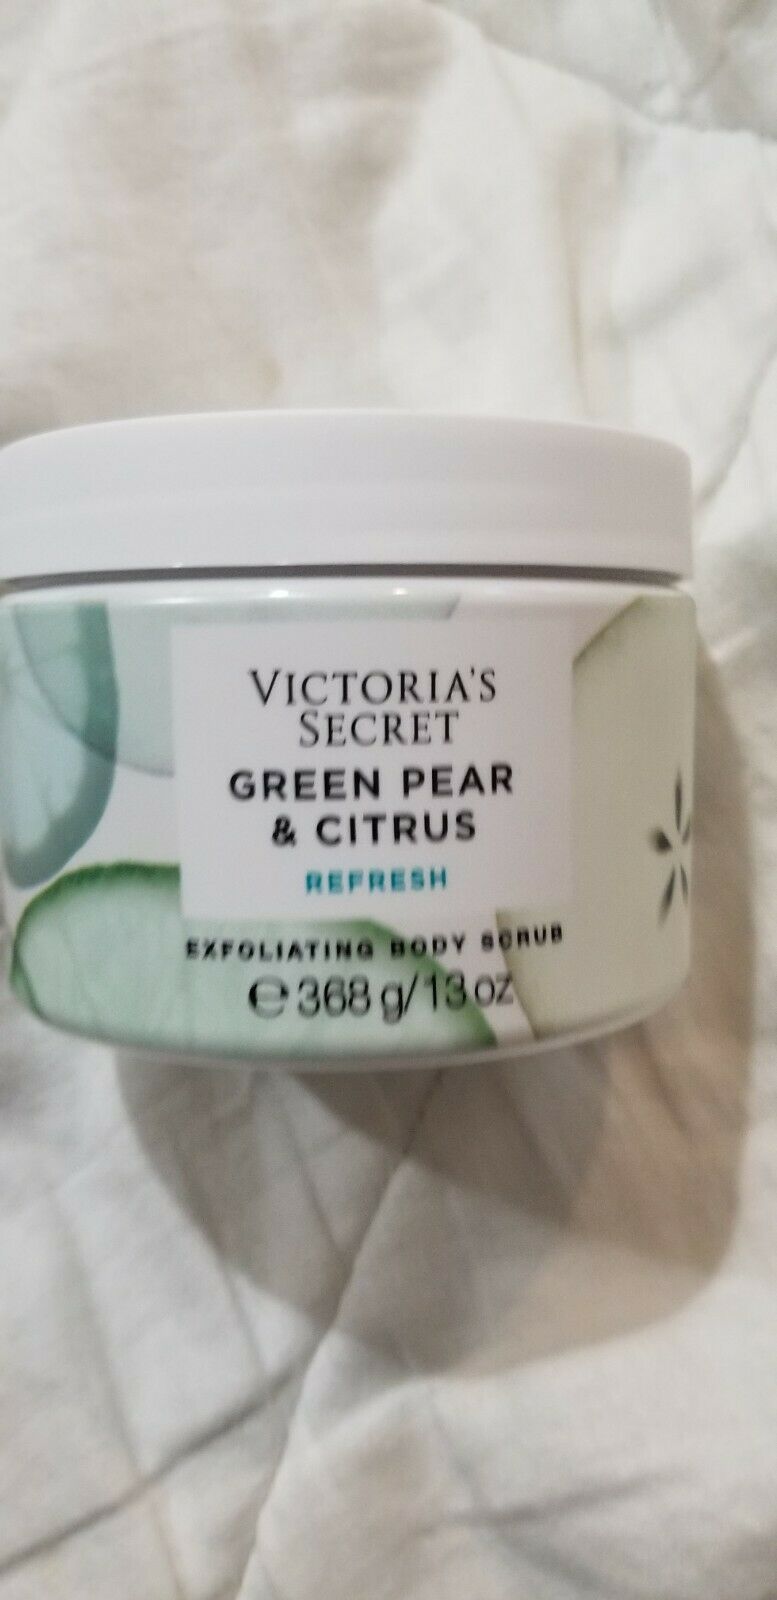 VICTORIA'S
SECRET
GREEN PEAR
& CITRUS
REFRESH
EXFOLIATING BODY SCRUB
℮ 368 g/13 oz